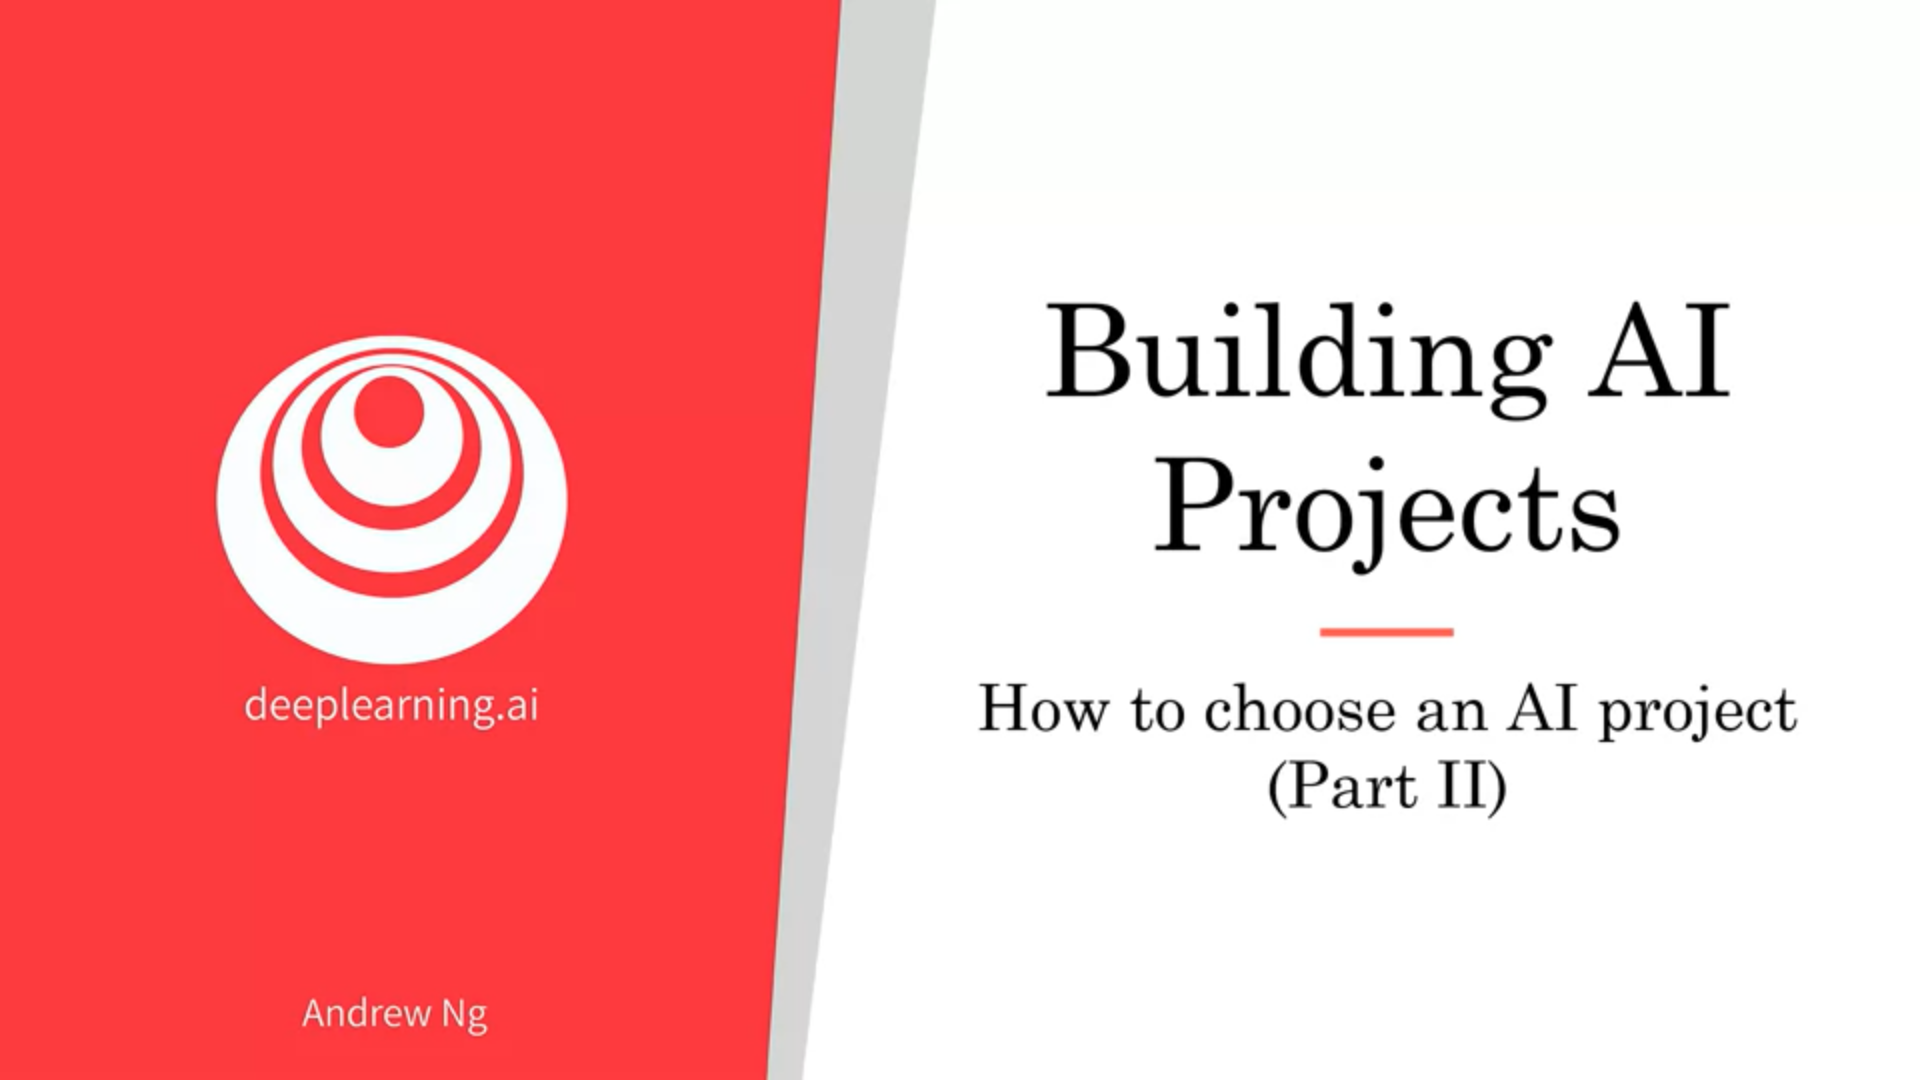 deeplearning.ai
Andrew Ng
Building AI
Projects
How to choose an AI project
(Part II)